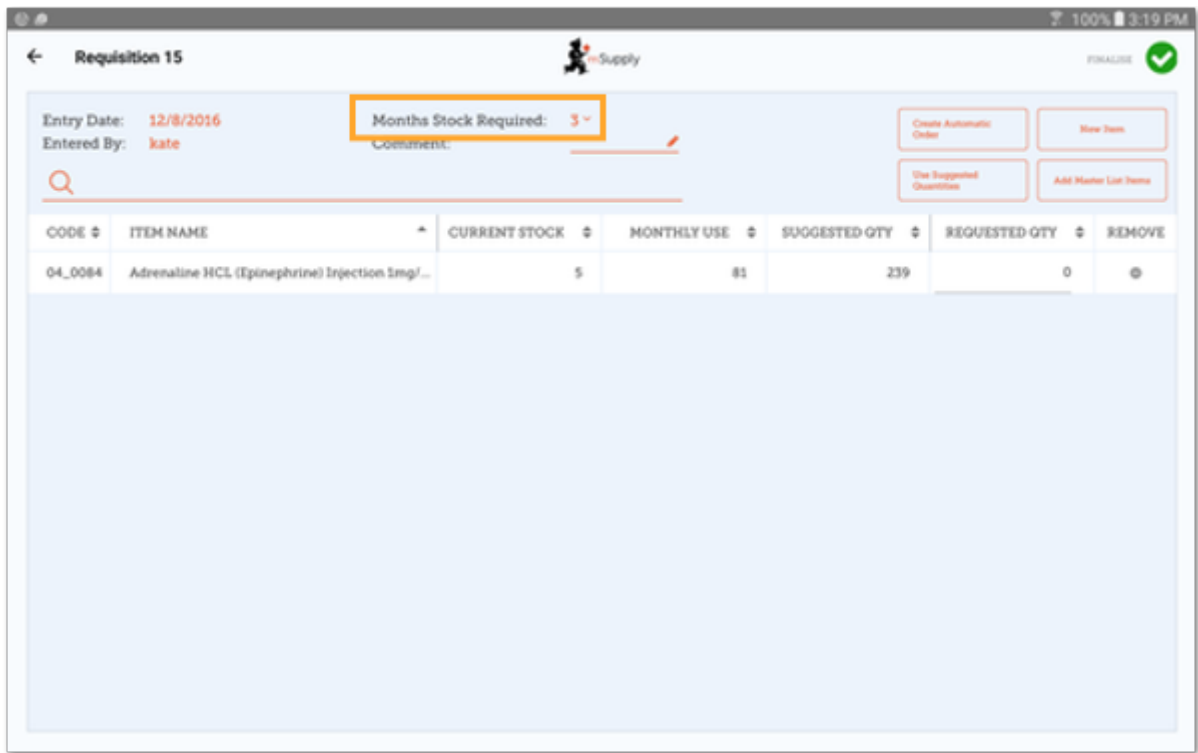 100% 3:19 PM
Requisition 15
mSupply
FINALISE
Entry Date: 12/8/2016
Months Stock Required: 3
Entered By: kate
Comment:
Create Automatic
Order
New Item
Use Suggested
Quantities
Add Master List Items
CODE ITEM NAME CURRENT STOCK MONTHLY USE SUGGESTED QTY REQUESTED QTY REMOVE
04_0084 Adrenaline HCL (Epinephrine) Injection 1mg/... 5 81 239 0